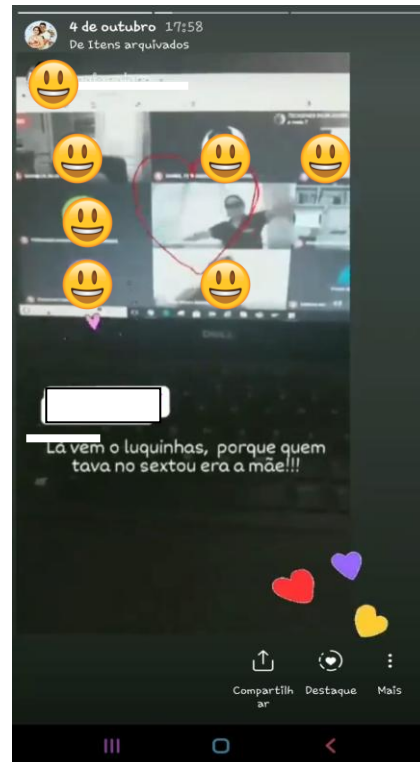 4 de outubro 17:58
De Itens arquivados
Lá vem o luquinhas, porque quem
tava no sextou era a mãe!!!
Compartilh
ar
Destaque
Mais